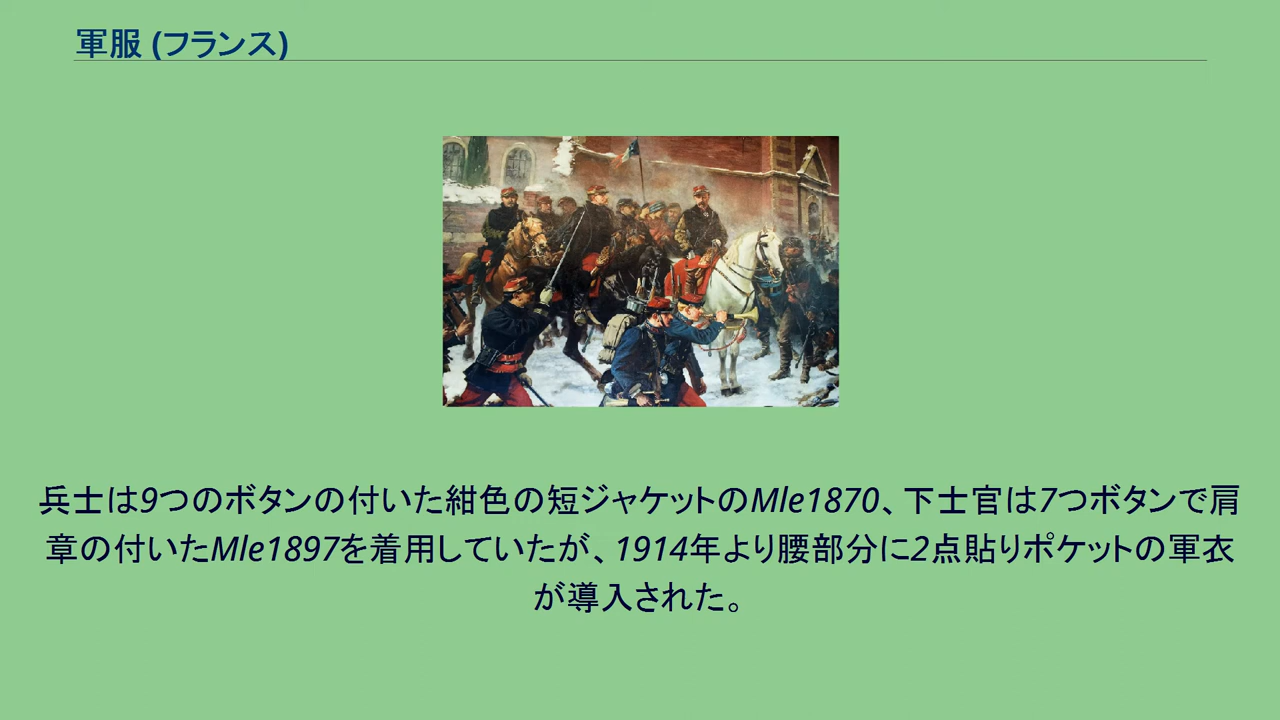 軍服 (フランス)
兵士は9つのボタンの付いた紺色の短ジャケットのMle1870、下士官は7つボタンで肩
章の付いたMle1897を着用していたが、1914年より腰部分に2点貼りポケットの軍衣
が導入された。